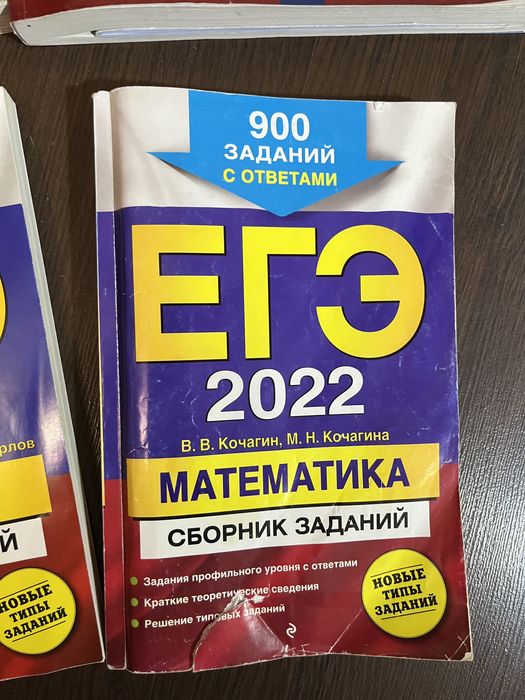 900
ЗАДАНИЙ
С ОТВЕТАМИ
ЕГЭ
2022
В. В. Кочагин, М. Н. Кочагина
МАТЕМАТИКА
СБОРНИК ЗАДАНИЙ
Задания профильного уровня с ответами
Краткие теоретические сведения
Решение типовых заданий
НОВЫЕ
ТИПЫ
ЗАДАНИЙ
рлов
Й
НОВЫЕ
ТИПЫ
ЗАДАНИЙ